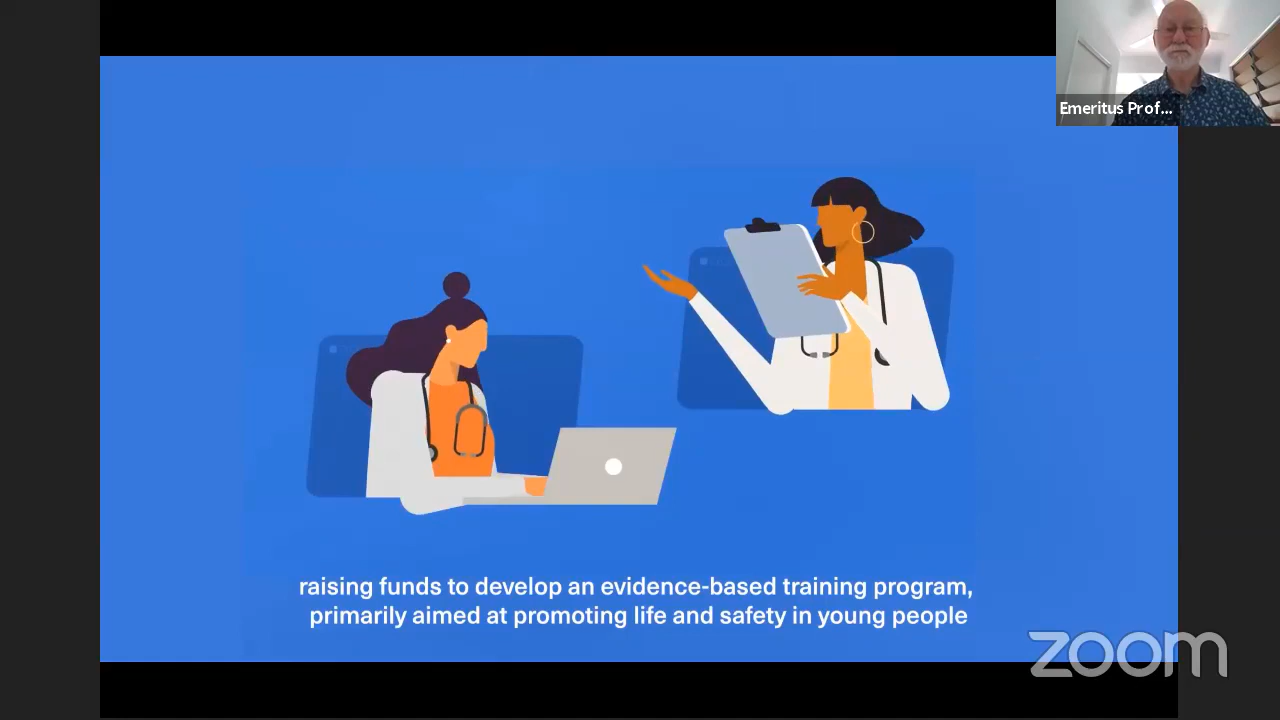 Emeritus Prof...
raising funds to develop an evidence-based training program,
primarily aimed at promoting life and safety in young people
zoom